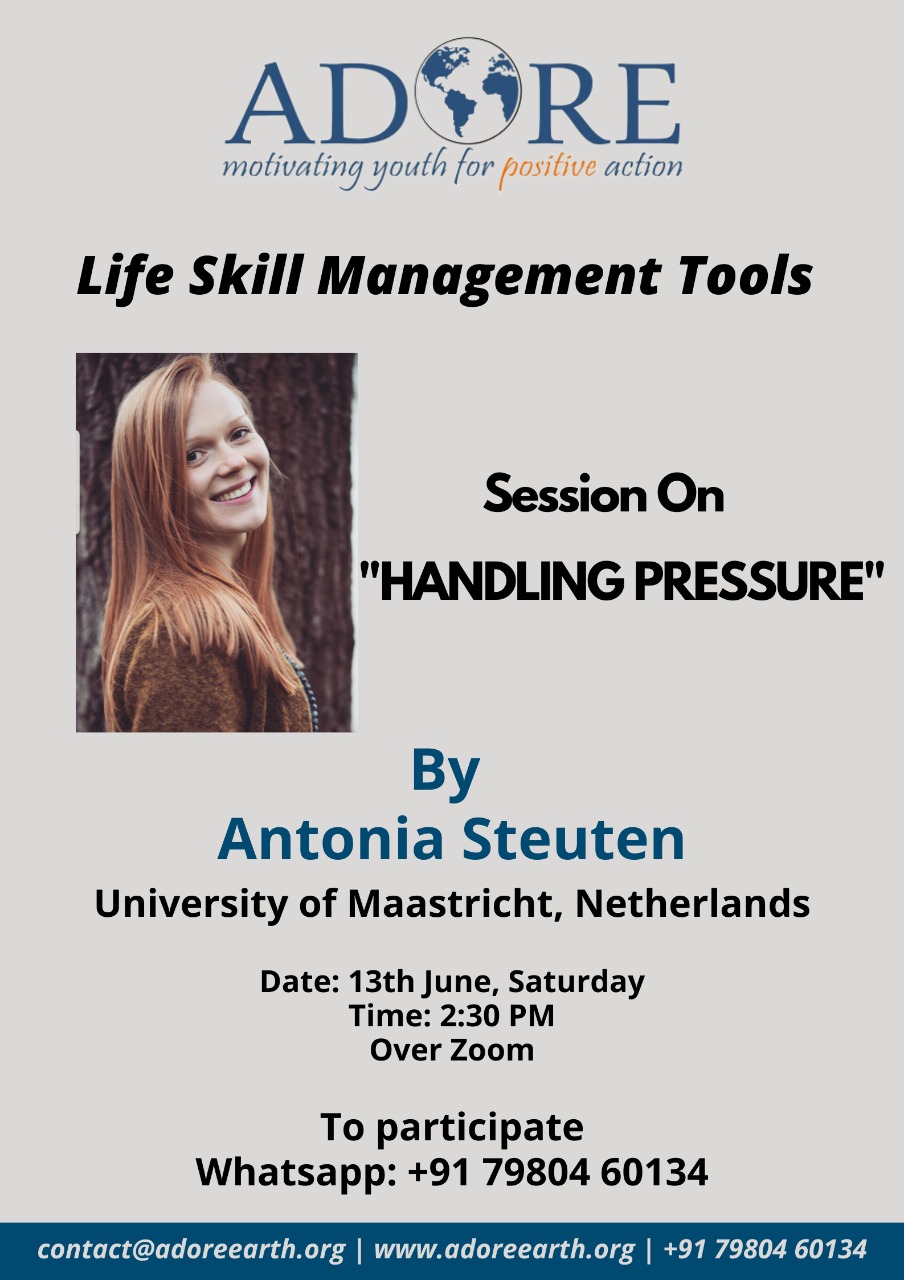 ADORE
motivating youth for positive action
Life Skill Management Tools
Session On
"HANDLING PRESSURE"
By
Antonia Steuten
University of Maastricht, Netherlands
Date: 13th June, Saturday
Time: 2:30 PM
Over Zoom
To participate
Whatsapp: +91 79804 60134
contact@adoreearth.org | www.adoreearth.org | +91 79804 60134